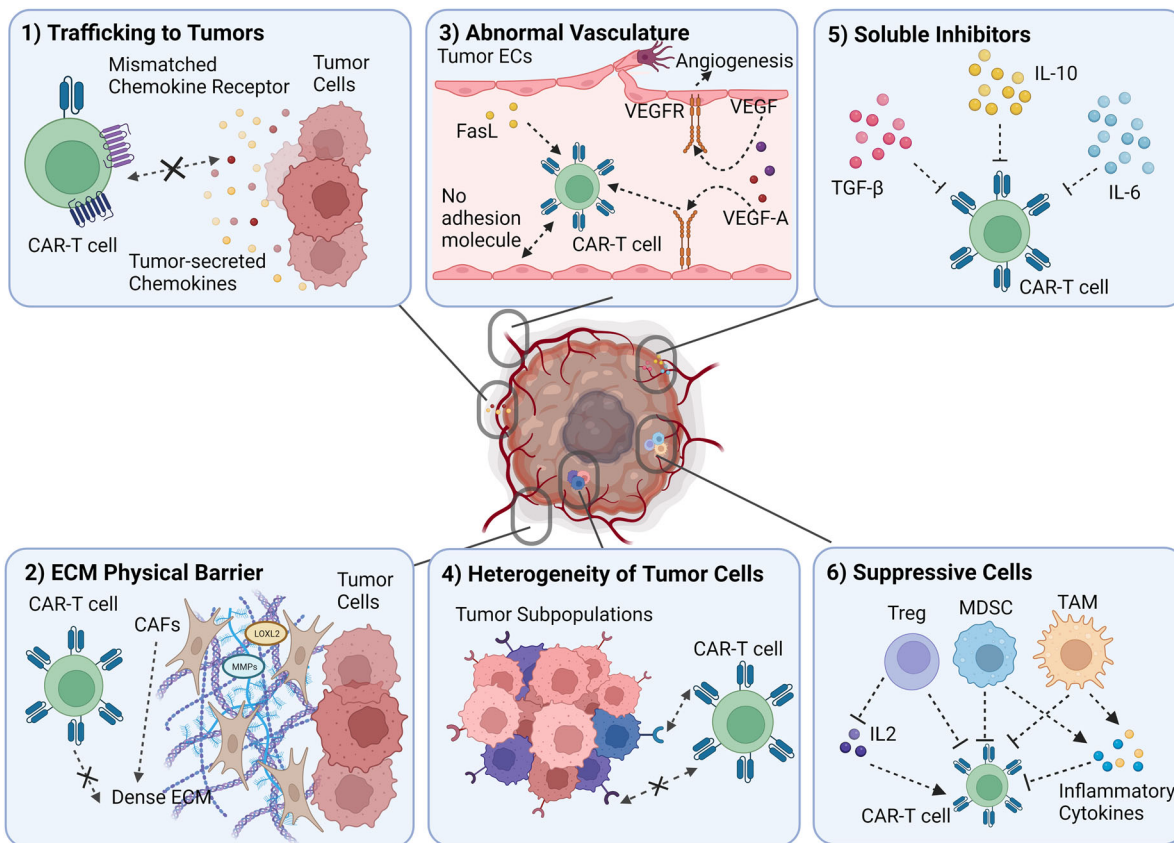 1) Trafficking to Tumors
Mismatched
Chemokine Receptor
Tumor
Cells
CAR-T cell
Tumor-secreted
Chemokines
3) Abnormal Vasculature
Tumor ECs
Angiogenesis
VEGFR
VEGF
FasL
No
adhesion
molecule
CAR-T cell
VEGF-A
5) Soluble Inhibitors
IL-10
TGF-β
IL-6
CAR-T cell
2) ECM Physical Barrier
CAR-T cell
CAFs
Tumor
Cells
LOXL2
MMPs
Dense ECM
4) Heterogeneity of Tumor Cells
Tumor Subpopulations
CAR-T cell
6) Suppressive Cells
Treg
MDSC
TAM
IL2
CAR-T cell
Inflammatory
Cytokines